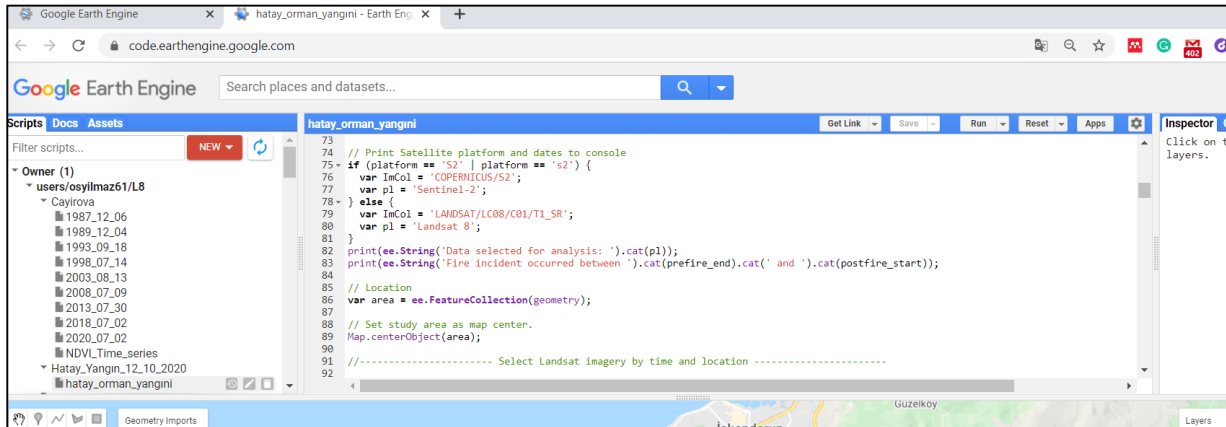 Google Earth Engine
hatay_orman_yangıni - Earth Eng
code.earthengine.google.com
402
Google Earth Engine
Search places and datasets...
Scripts Docs Assets
hatay_orman_yangıni
Get Link Save Run Reset Apps
Inspector
Filter scripts...
NEW
Click on t
layers.
Owner (1)
users/osyilmaz61/L8
Cayirova
1987_12_06
1989_12_04
1993_09_18
1998_07_14
2003_08_13
2008_07_09
2013_07_30
2018_07_02
2020_07_02
NDVI_Time_series
Hatay_Yangın_12_10_2020
hatay_orman_yangıni
73
74 // Print Satellite platform and dates to console
75 if (platform == 'S2' | platform == 's2') {
76 var ImCol = 'COPERNICUS/S2';
77 var pl = 'Sentinel-2';
78 } else {
79 var ImCol = 'LANDSAT/LC08/C01/T1_SR';
80 var pl = 'Landsat 8';
81 }
82 print(ee.String('Data selected for analysis: ').cat(pl));
83 print(ee.String('Fire incident occurred between ').cat(prefire_end).cat(' and ').cat(postfire_start));
84
85 // Location
86 var area = ee.FeatureCollection(geometry);
87
88 // Set study area as map center.
89 Map.centerObject(area);
90
91 //----------------------- Select Landsat imagery by time and location -----------------------
92
Geometry Imports
Güzelköy
Layers